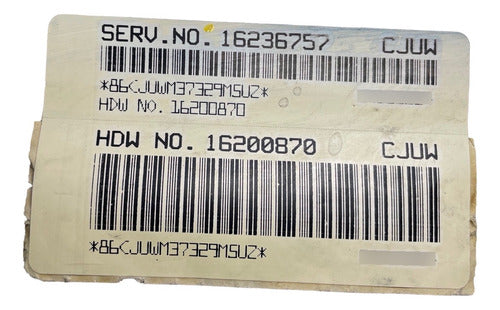 SERV.NO. 16236757 CJUW
*86CJUWM37329MSUZ*
HDW NO. 16200870
HDW NO. 16200870 CJUW
*86CJUWM37329MSUZ*